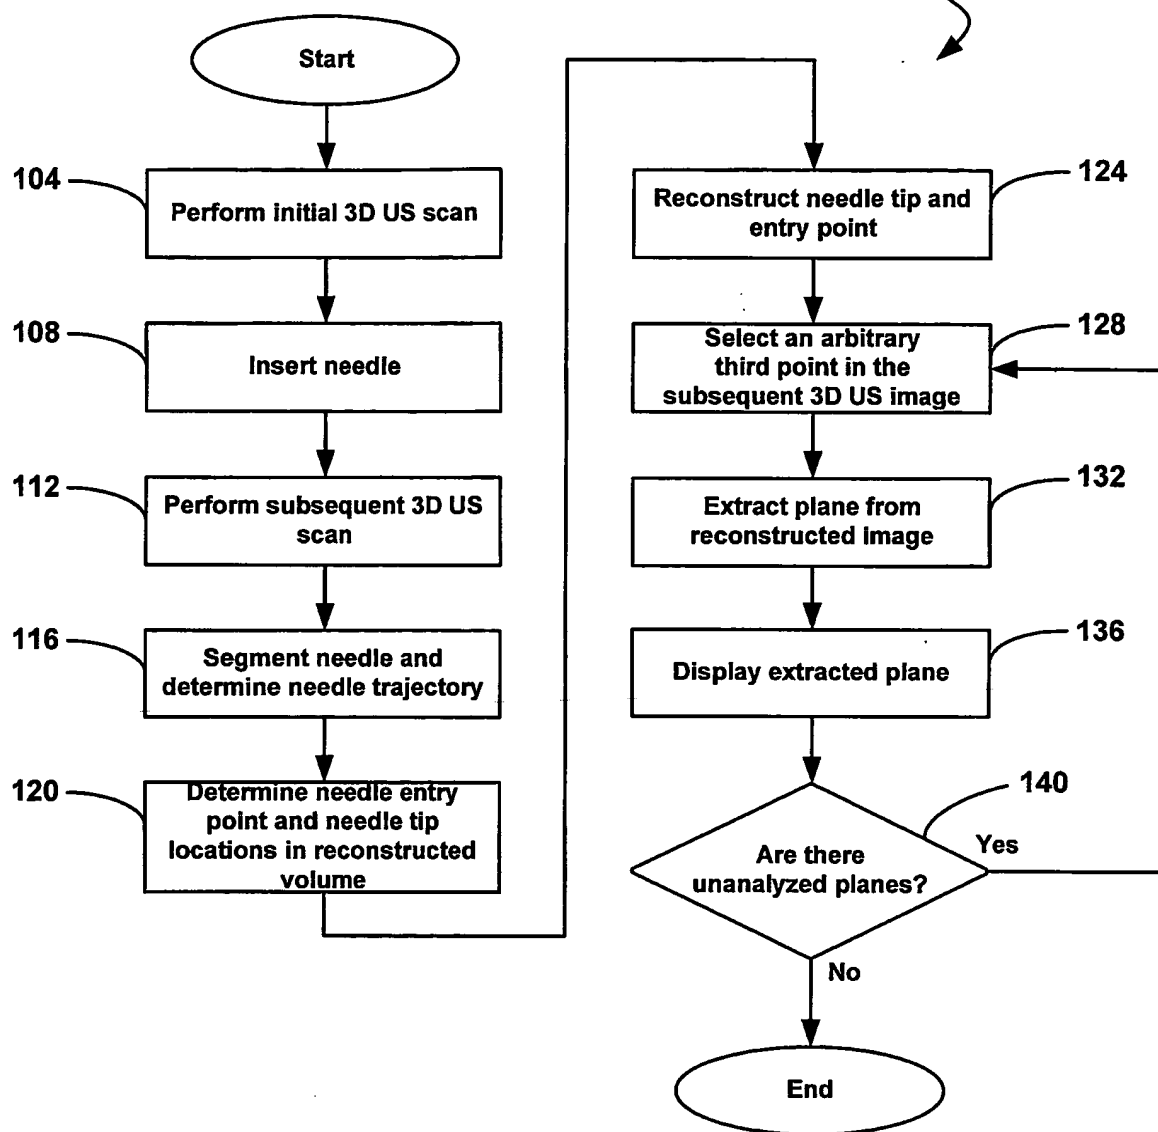 Start
104
Perform initial 3D US scan
108
Insert needle
112
Perform subsequent 3D US
scan
116
Segment needle and
determine needle trajectory
120
Determine needle entry
point and needle tip
locations in reconstructed
volume
124
Reconstruct needle tip and
entry point
128
Select an arbitrary
third point in the
subsequent 3D US image
132
Extract plane from
reconstructed image
136
Display extracted plane
140
Are there
unanalyzed planes?
Yes
No
End